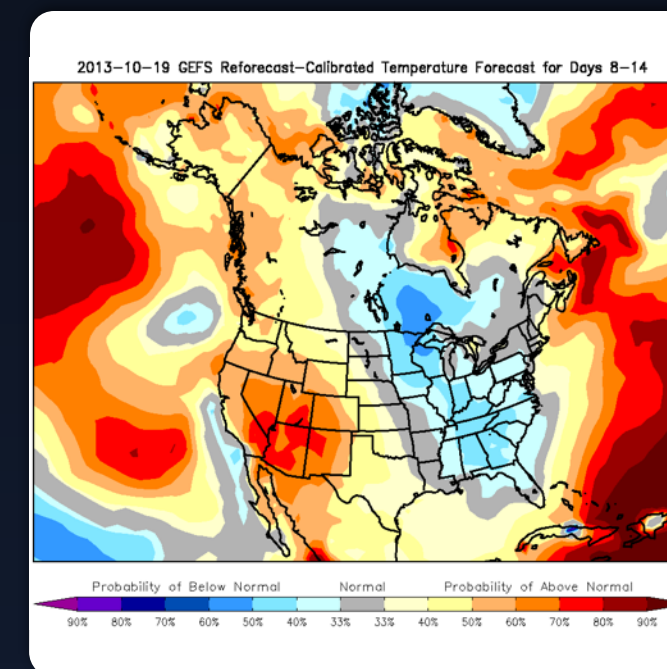 2013-10-19 GEFS Reforecast-Calibrated Temperature Forecast for Days 8-14
Probability of Below Normal Normal Probability of Above Normal
90% 80% 70% 60% 50% 40% 33% 33% 40% 50% 60% 70% 80% 90%